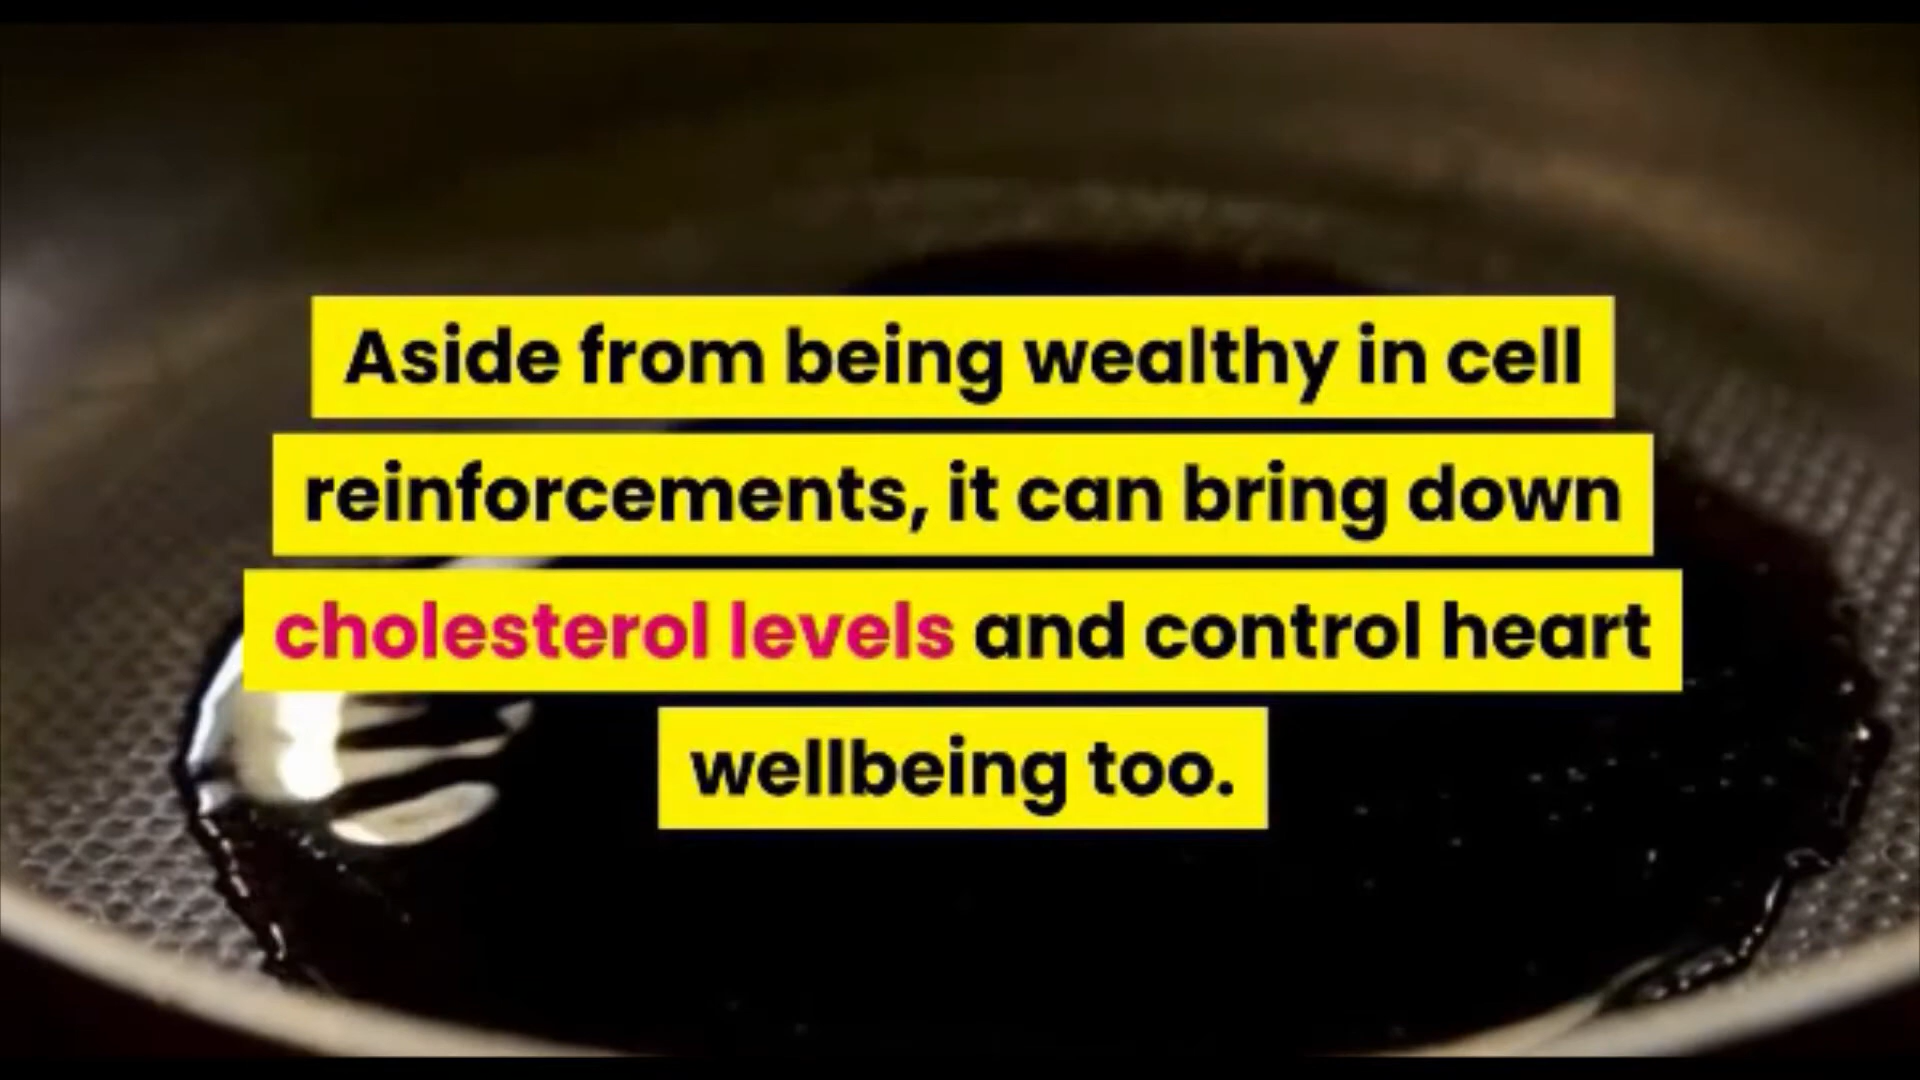 Aside from being wealthy in cell
reinforcements, it can bring down
cholesterol levels and control heart
wellbeing too.